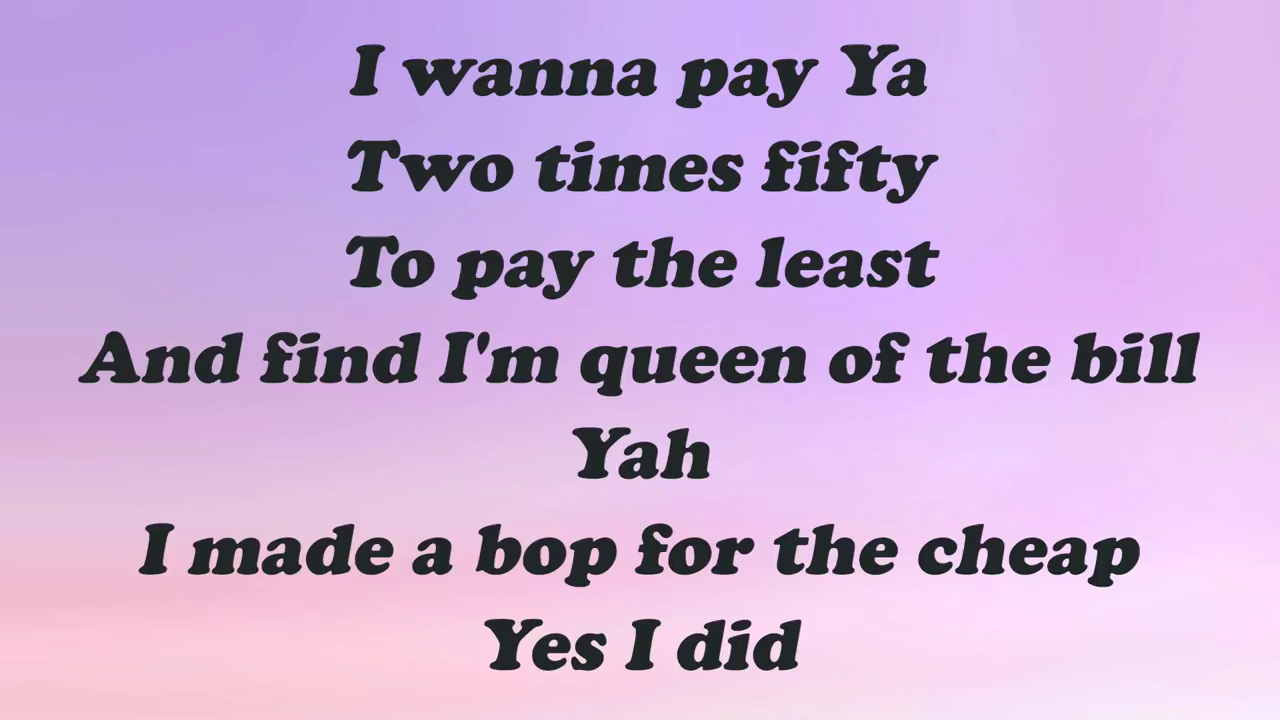 I wanna pay Ya
Two times fifty
To pay the least
And find I'm queen of the bill
Yah
I made a bop for the cheap
Yes I did